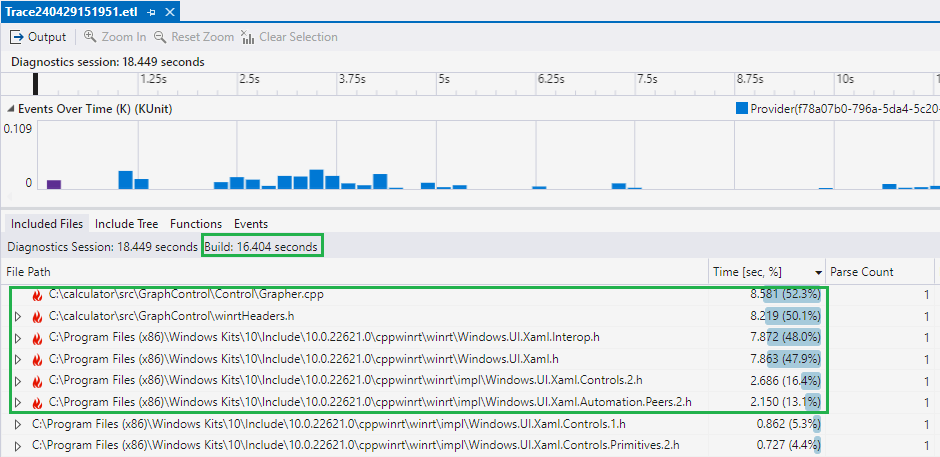 Trace240429151951.etl
Output Zoom In Reset Zoom Clear Selection
Diagnostics session: 18.449 seconds
1.25s 2.5s 3.75s 5s 6.25s 7.5s 8.75s 10s
Events Over Time (K) (KUnit) Provider(f78a07b0-796a-5da4-5c20-
0.109
0
Included Files Include Tree Functions Events
Diagnostics Session: 18.449 seconds Build: 16.404 seconds
File Path Time [sec, %] Parse Count
C:\calculator\src\GraphControl\Control\Grapher.cpp 8.581 (52.3%) 1
C:\calculator\src\GraphControl\winrtHeaders.h 8.219 (50.1%) 1
C:\Program Files (x86)\Windows Kits\10\Include\10.0.22621.0\cppwinrt\winrt\Windows.UI.Xaml.Interop.h 7.872 (48.0%) 1
C:\Program Files (x86)\Windows Kits\10\Include\10.0.22621.0\cppwinrt\winrt\Windows.UI.Xaml.h 7.863 (47.9%) 1
C:\Program Files (x86)\Windows Kits\10\Include\10.0.22621.0\cppwinrt\winrt\impl\Windows.UI.Xaml.Controls.2.h 2.686 (16.4%) 1
C:\Program Files (x86)\Windows Kits\10\Include\10.0.22621.0\cppwinrt\winrt\impl\Windows.UI.Xaml.Automation.Peers.2.h 2.150 (13.1%) 1
C:\Program Files (x86)\Windows Kits\10\Include\10.0.22621.0\cppwinrt\winrt\impl\Windows.UI.Xaml.Controls.1.h 0.862 (5.3%) 1
C:\Program Files (x86)\Windows Kits\10\Include\10.0.22621.0\cppwinrt\winrt\impl\Windows.UI.Xaml.Controls.Primitives.2.h 0.727 (4.4%) 1